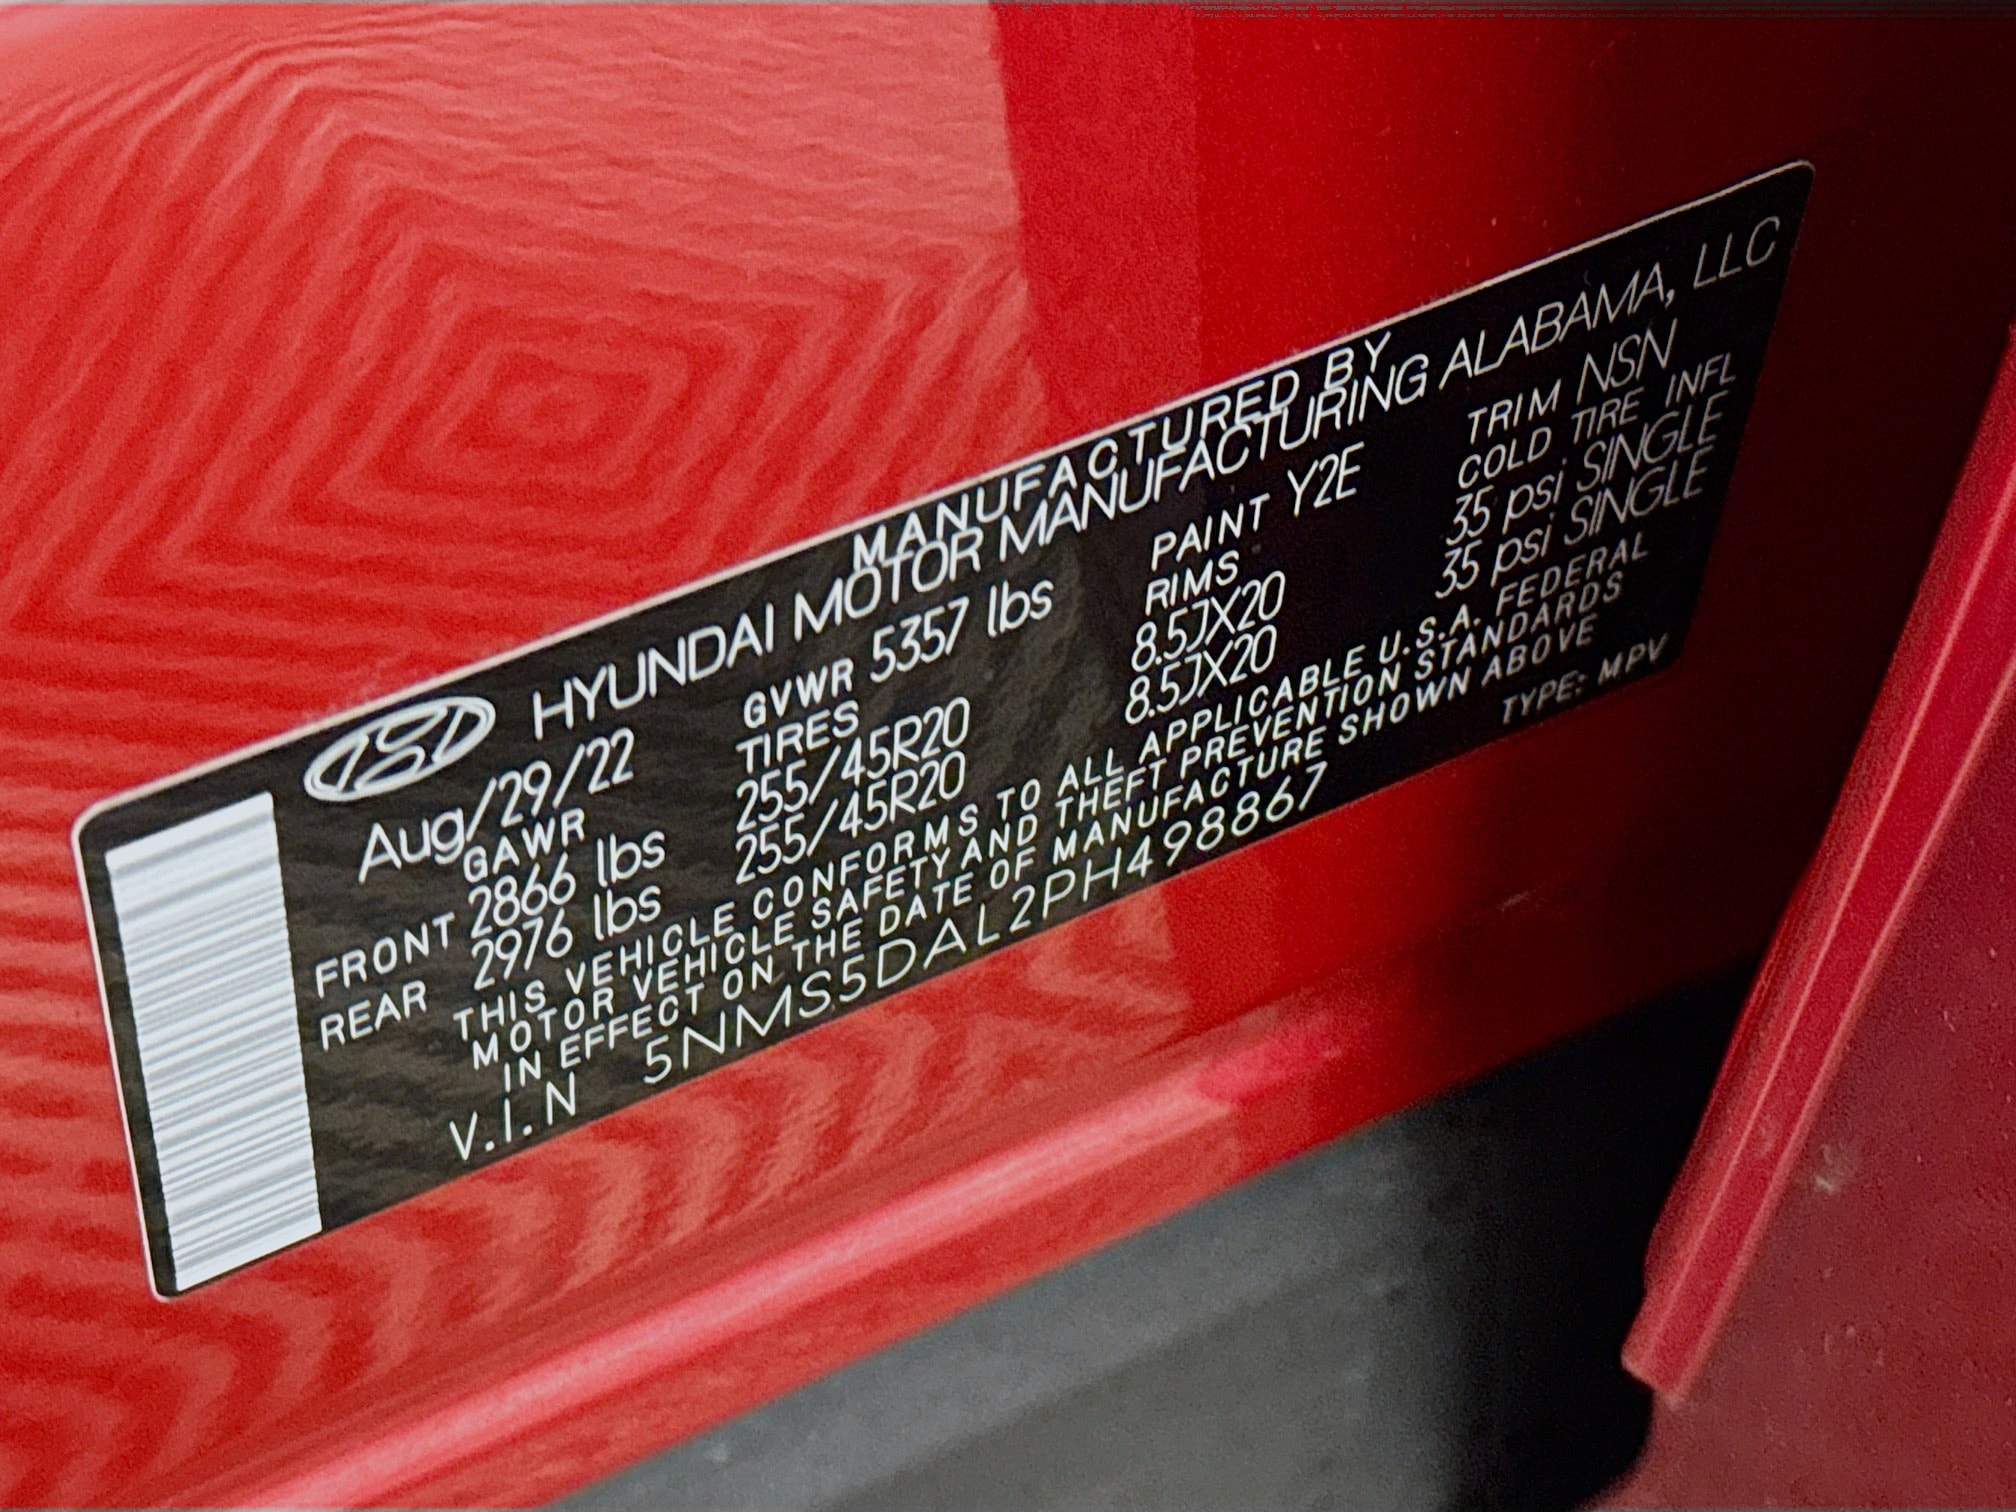 MANUFACTURED BY
HYUNDAI MOTOR MANUFACTURING ALABAMA, LLC
Aug/29/22 GVWR 5357 lbs PAINT Y2E TRIM NSN
GAWR TIRES RIMS COLD TIRE INFL
FRONT 2866 lbs 255/45R20 8.5JX20 35 psi SINGLE
REAR 2976 lbs 255/45R20 8.5JX20 35 psi SINGLE
THIS VEHICLE CONFORMS TO ALL APPLICABLE U.S.A. FEDERAL
MOTOR VEHICLE SAFETY AND THEFT PREVENTION STANDARDS
IN EFFECT ON THE DATE OF MANUFACTURE SHOWN ABOVE
V.I.N 5NMS5DAL2PH498867 TYPE: MPV